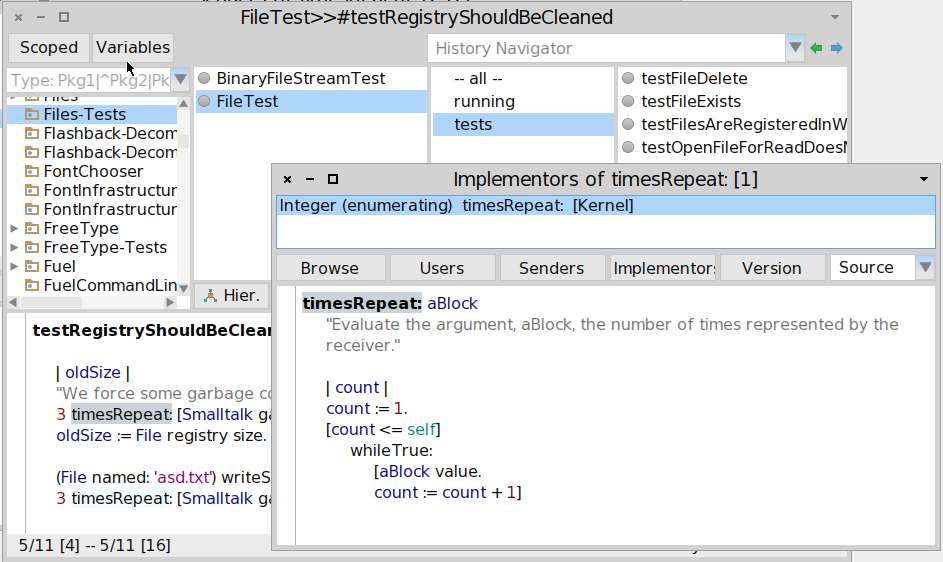 FileTest>>#testRegistryShouldBeCleaned
Scoped
Variables
History Navigator
Type: Pkg1|^Pkg2|Pk
Files
Files-Tests
Flashback-Decom
Flashback-Decom
FontChooser
FontInfrastructur
FontInfrastructur
FreeType
FreeType-Tests
Fuel
FuelCommandLin
BinaryFileStreamTest
FileTest
-- all --
running
tests
testFileDelete
testFileExists
testFilesAreRegisteredInW
testOpenFileForReadDoesN
Hier.
testRegistryShouldBeClear
| oldSize |
"We force some garbage co
3 timesRepeat: [Smalltalk ga
oldSize := File registry size.
(File named: 'asd.txt') writeS
3 timesRepeat: [Smalltalk ga
5/11 [4] -- 5/11 [16]
Implementors of timesRepeat: [1]
Integer (enumerating) timesRepeat: [Kernel]
Browse
Users
Senders
Implementors
Version
Source
timesRepeat: aBlock
"Evaluate the argument, aBlock, the number of times represented by the
receiver."
| count |
count := 1.
[count <= self]
whileTrue:
[aBlock value.
count := count + 1]